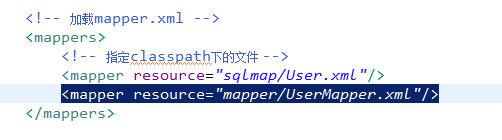 <!-- 加载mapper.xml -->
<mappers>
<!-- 指定classpath下的文件 -->
<mapper resource="sqlmap/User.xml"/>
<mapper resource="mapper/UserMapper.xml"/>
</mappers>